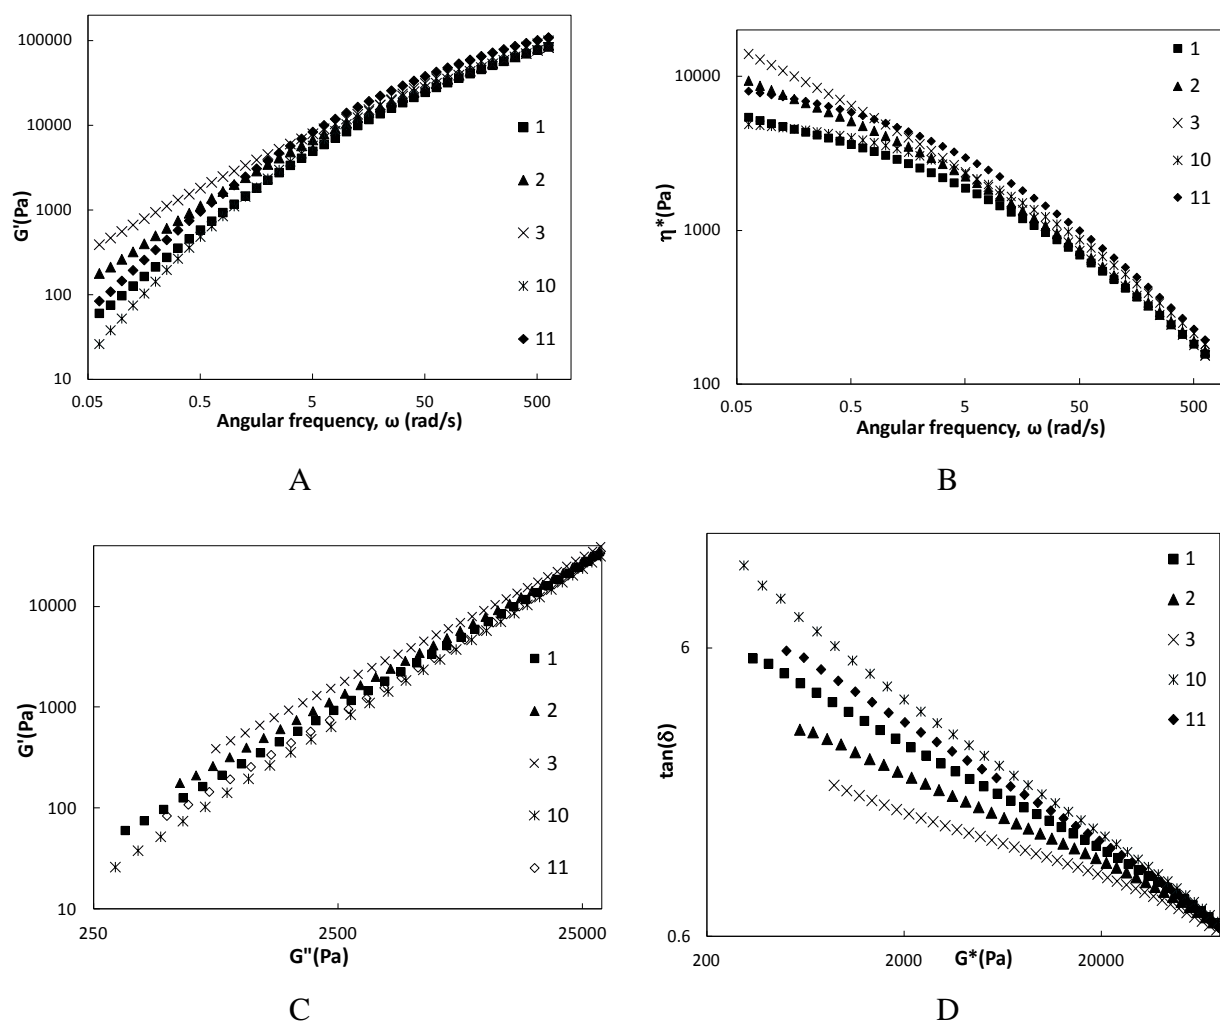 100000
10000
1000
100
10
G'(Pa)
0.05 0.5 5 50 500
Angular frequency, ω (rad/s)
1
2
3
10
11
A
10000
1000
100
η*(Pa)
0.05 0.5 5 50 500
Angular frequency, ω (rad/s)
1
2
3
10
11
B
10000
1000
100
10
G'(Pa)
250 2500 25000
G"(Pa)
1
2
3
10
11
C
6
0.6
tan(δ)
200 2000 20000
G*(Pa)
1
2
3
10
11
D